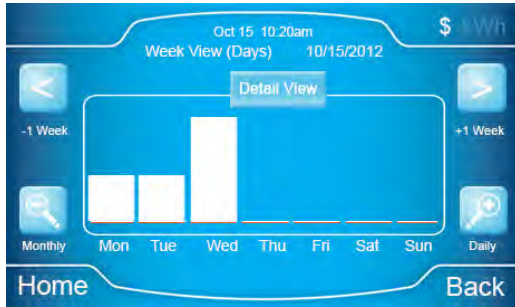 Oct 15 10:20am
$ kWh
Week View (Days) 10/15/2012
Detail View
< >
-1 Week +1 Week
Monthly Mon Tue Wed Thu Fri Sat Sun Daily
Home Back